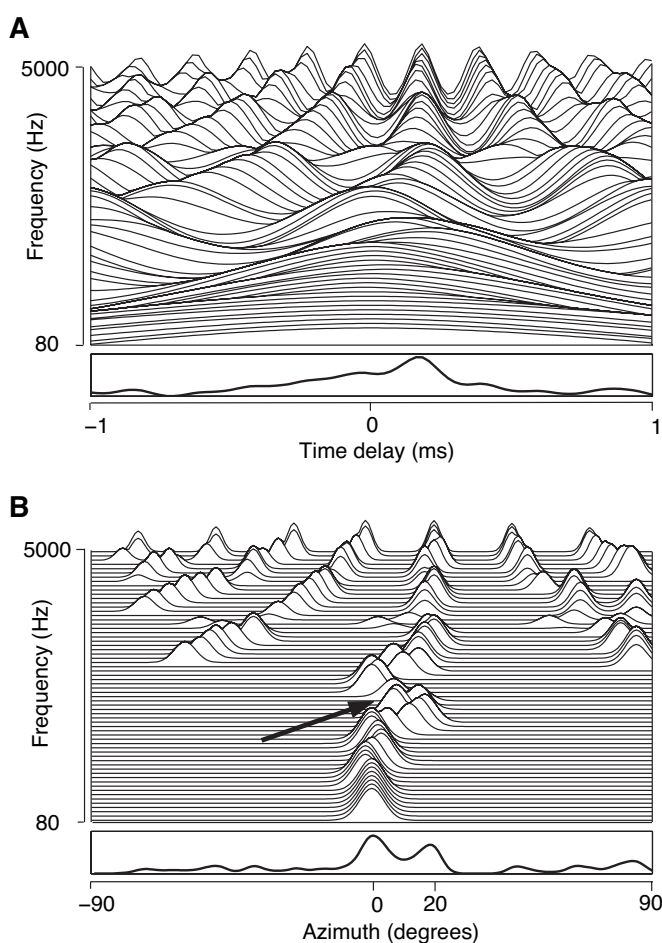 A
5000
Frequency (Hz)
80
−1 0 1
Time delay (ms)
B
5000
Frequency (Hz)
80
−90 0 20 90
Azimuth (degrees)